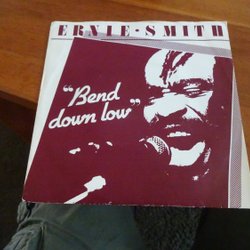 ERNIE · SMITH
"Bend
down low"